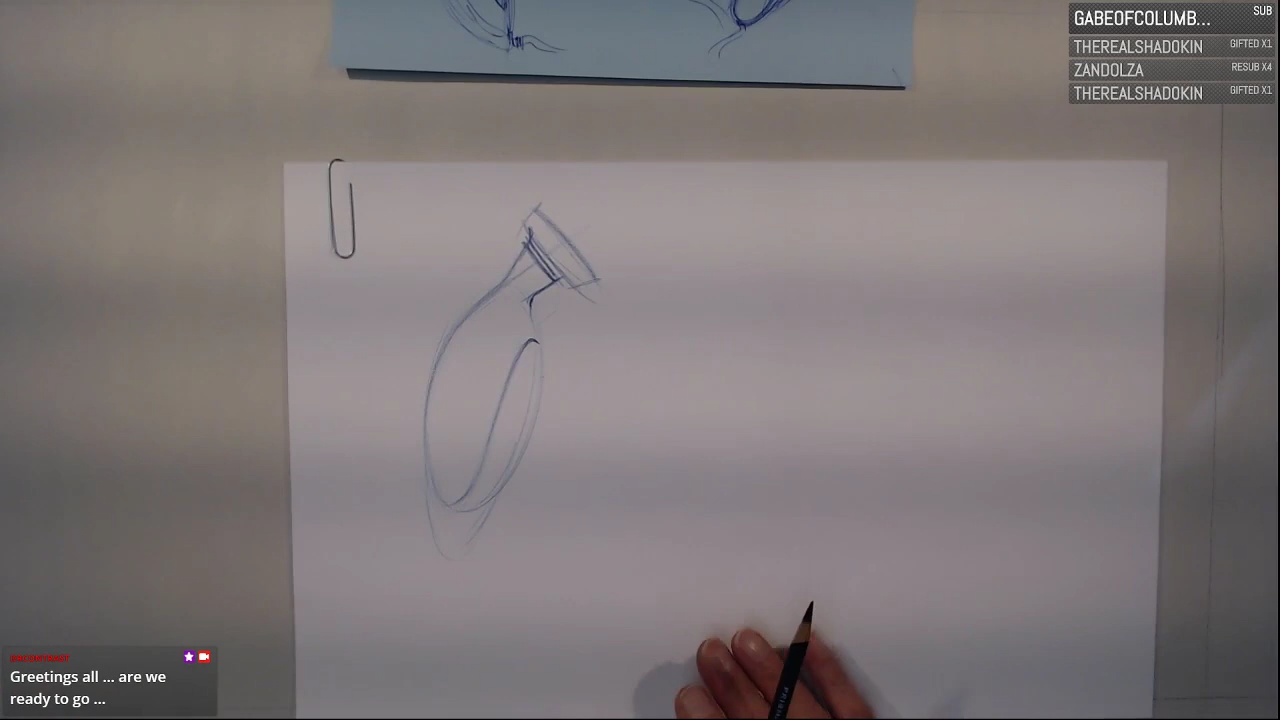 GABEOFCOLUMB... SUB
THEREALSHADOKIN GIFTED X1
ZANDOLZA RESUB X4
THEREALSHADOKIN GIFTED X1
Greetings all ... are we
ready to go ...